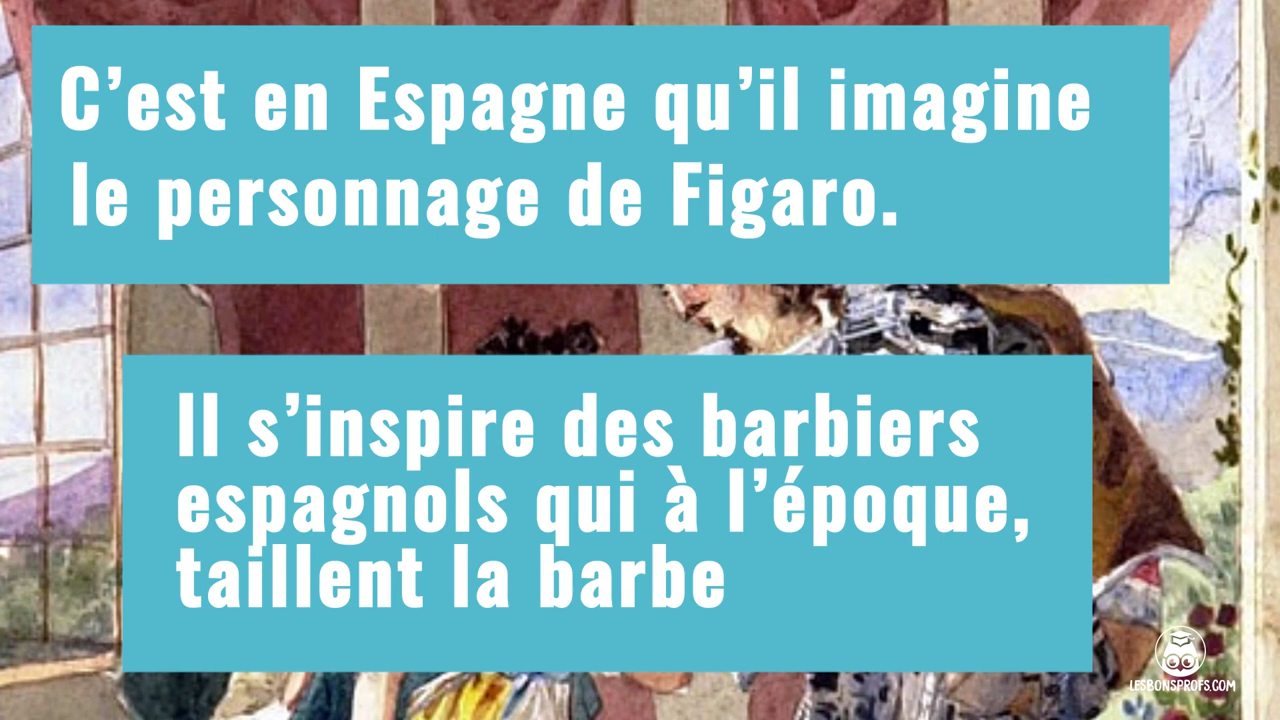 C’est en Espagne qu’il imagine
le personnage de Figaro.
Il s’inspire des barbiers
espagnols qui à l’époque,
taillent la barbe
LESBONSPROFS.COM